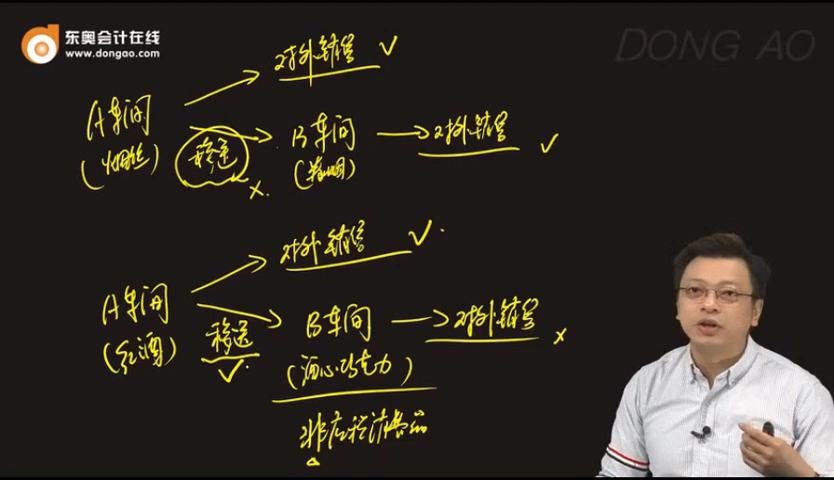 东奥会计在线
www.dongao.com
DONG AO
对外销售 ✓
A车间
(烟丝)
移送 ×
B车间
(卷烟)
对外销售 ✓
对外销售 ✓
A车间
(红酒)
移送 ✓
B车间
(酒心巧克力)
对外销售 ×
非应税消费品